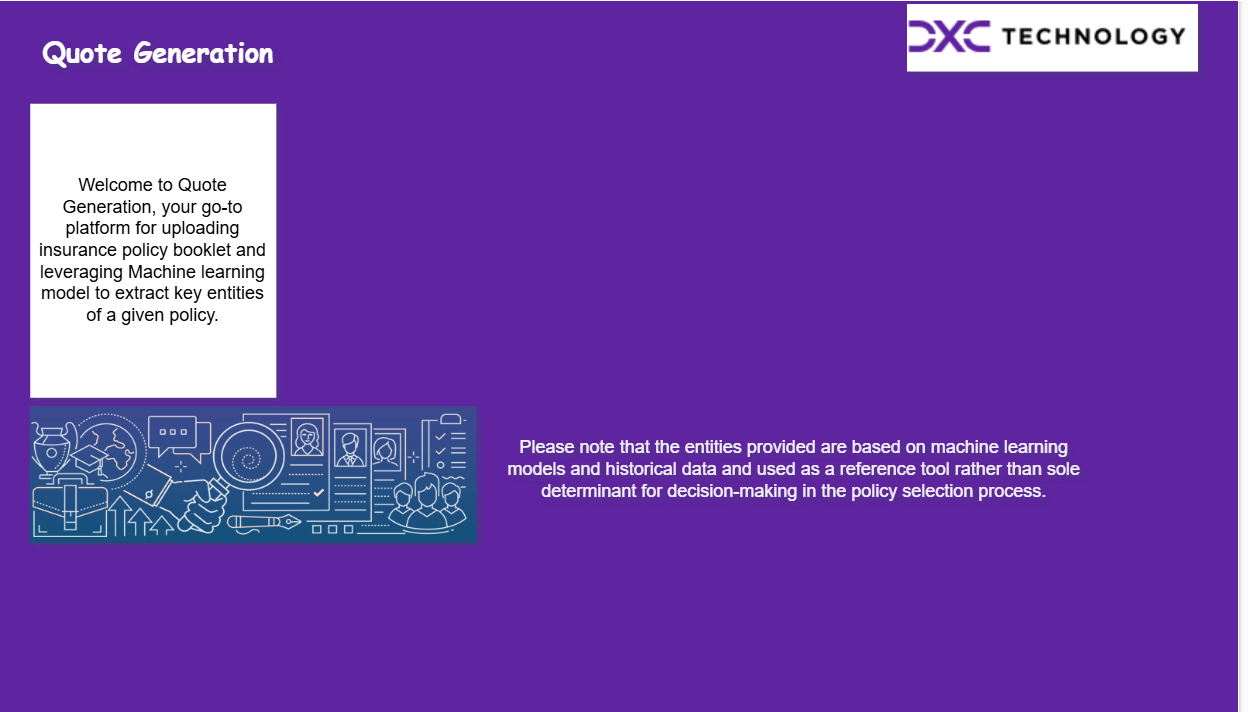 Quote Generation
DXC TECHNOLOGY
Welcome to Quote
Generation, your go-to
platform for uploading
insurance policy booklet and
leveraging Machine learning
model to extract key entities
of a given policy.
Please note that the entities provided are based on machine learning
models and historical data and used as a reference tool rather than sole
determinant for decision-making in the policy selection process.